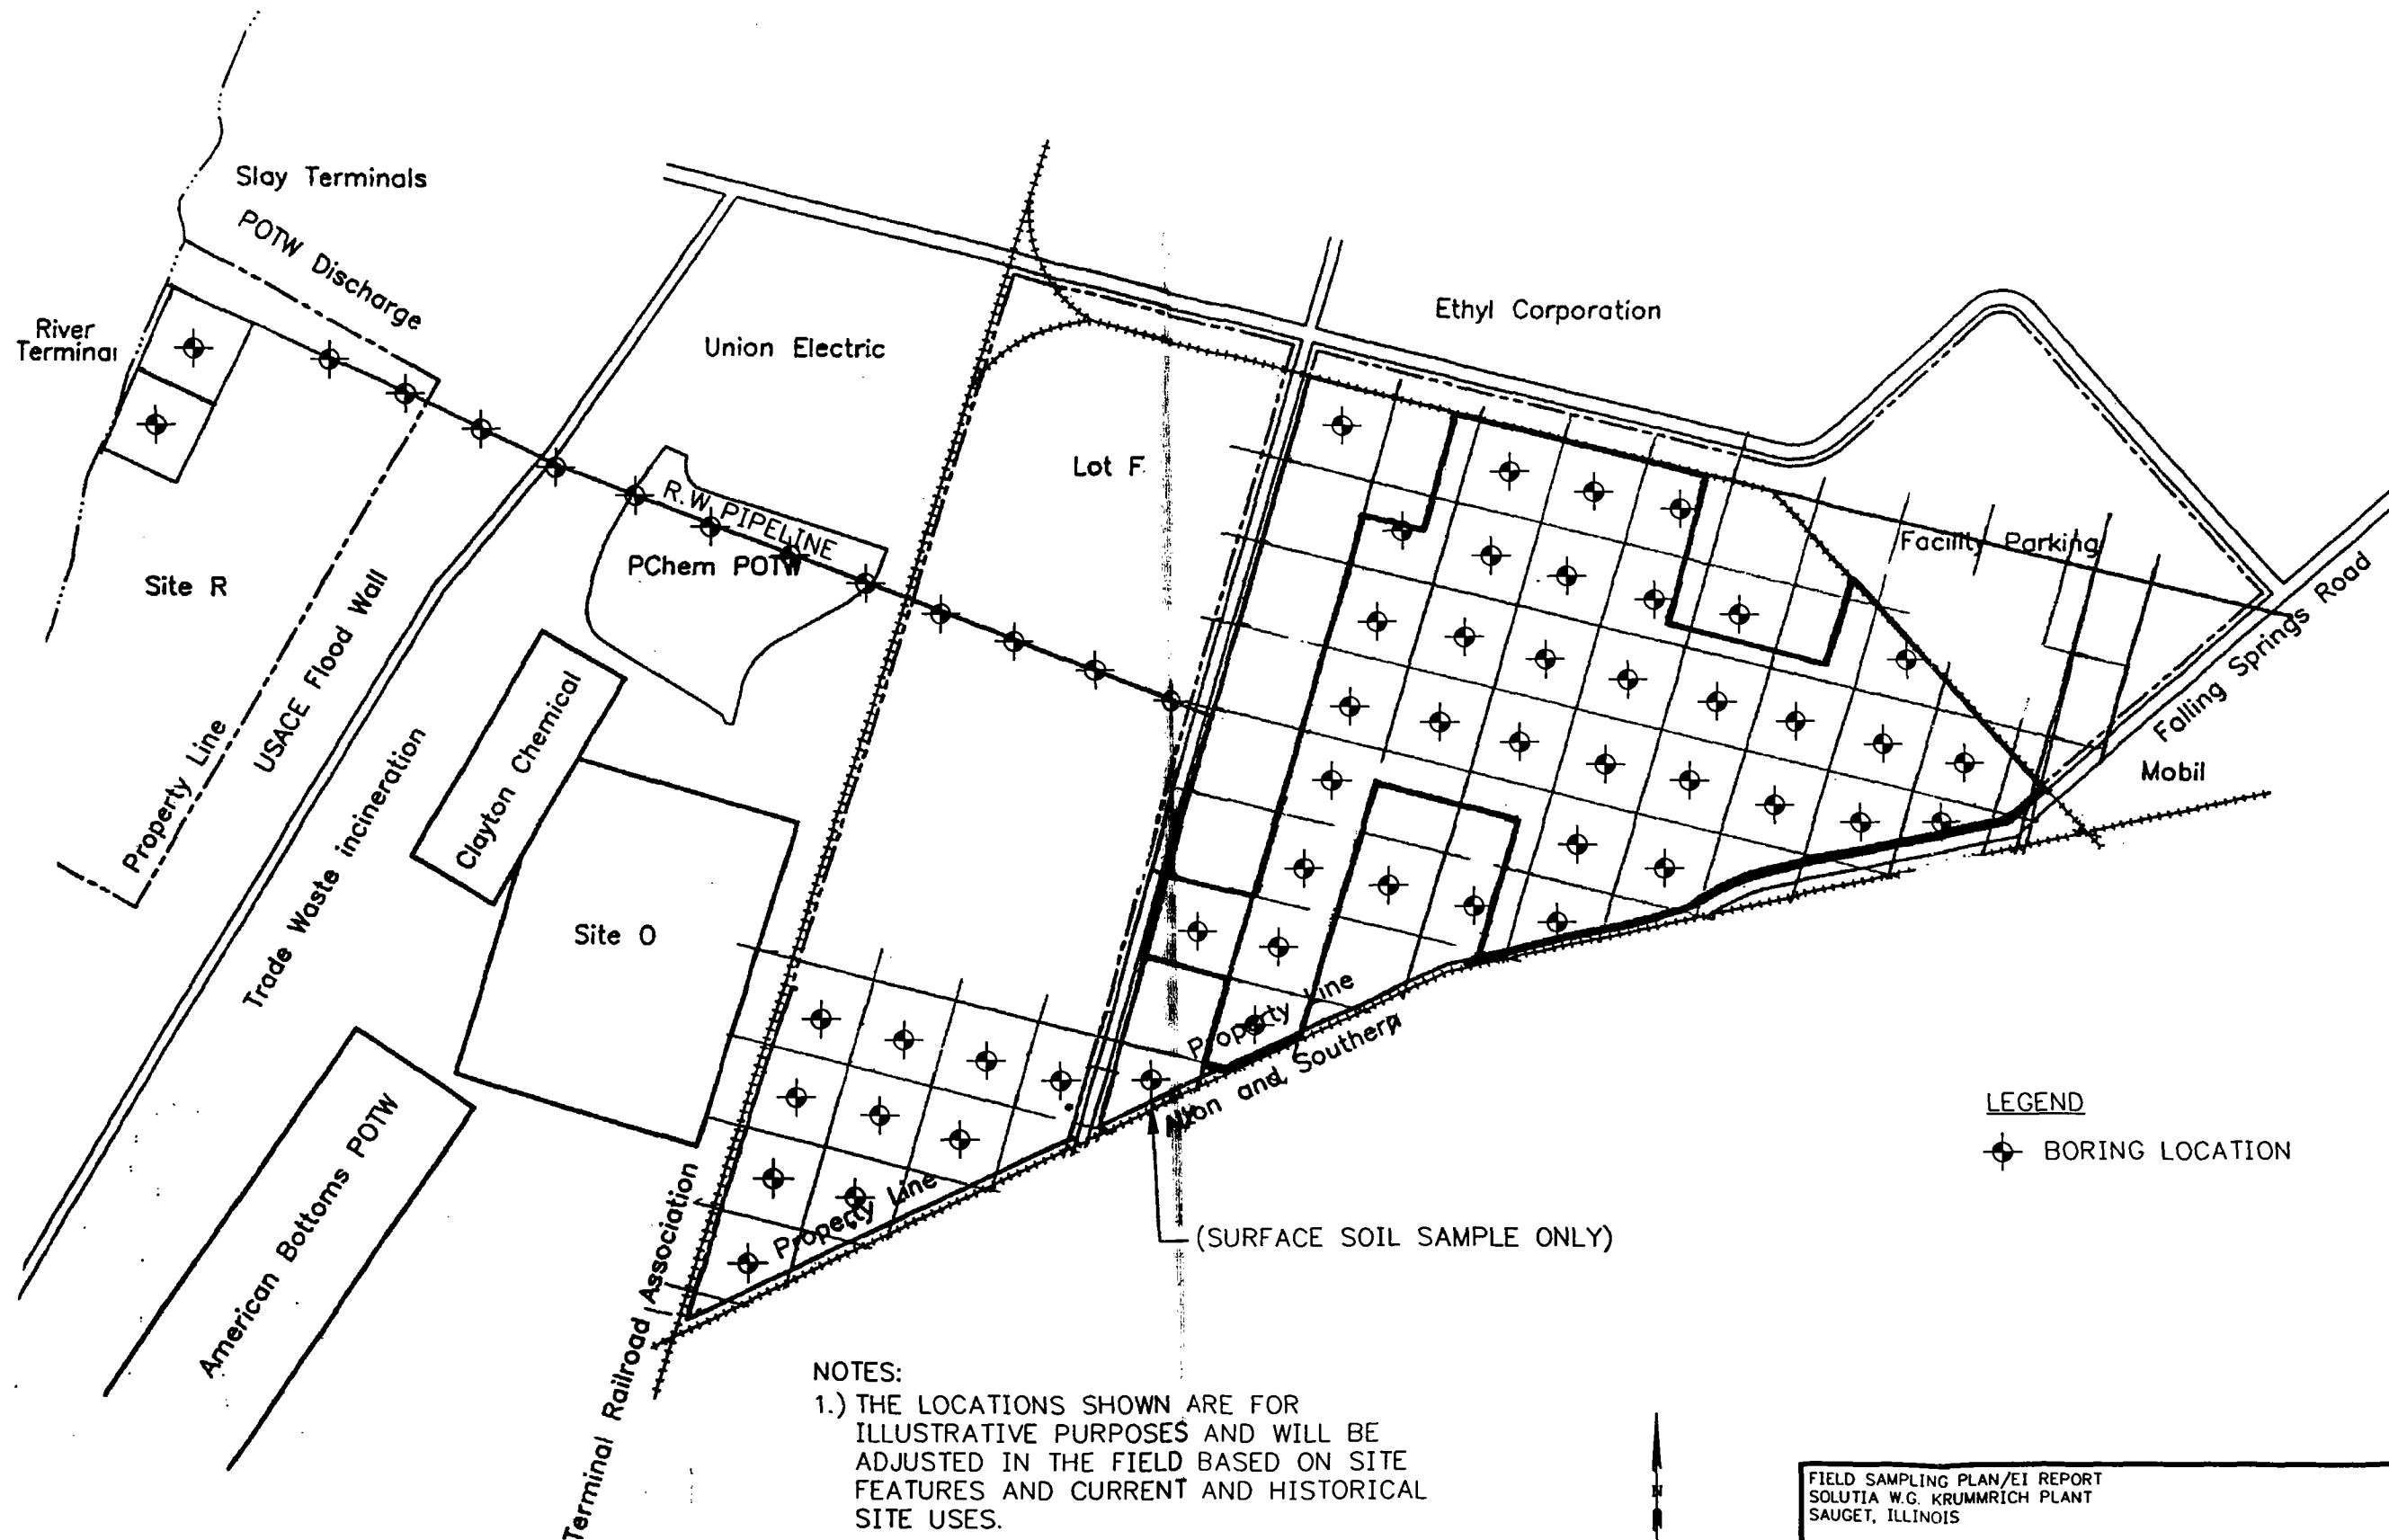 Slay Terminals
POTW Discharge
River
Terminal
Union Electric
Ethyl Corporation
Lot F
R.W. PIPELINE
PChem POTW
Facility Parking
Site R
USACE Flood Wall
Property Line
Trade Waste incineration
Clayton Chemical
Falling Springs Road
Mobil
Site O
Property Line
and Southern
American Bottoms POTW
Property Line
Terminal Railroad Association
LEGEND
BORING LOCATION
(SURFACE SOIL SAMPLE ONLY)
NOTES:
1.) THE LOCATIONS SHOWN ARE FOR
ILLUSTRATIVE PURPOSES AND WILL BE
ADJUSTED IN THE FIELD BASED ON SITE
FEATURES AND CURRENT AND HISTORICAL
SITE USES.
N
FIELD SAMPLING PLAN/EI REPORT
SOLUTIA W.G. KRUMMRICH PLANT
SAUGET, ILLINOIS